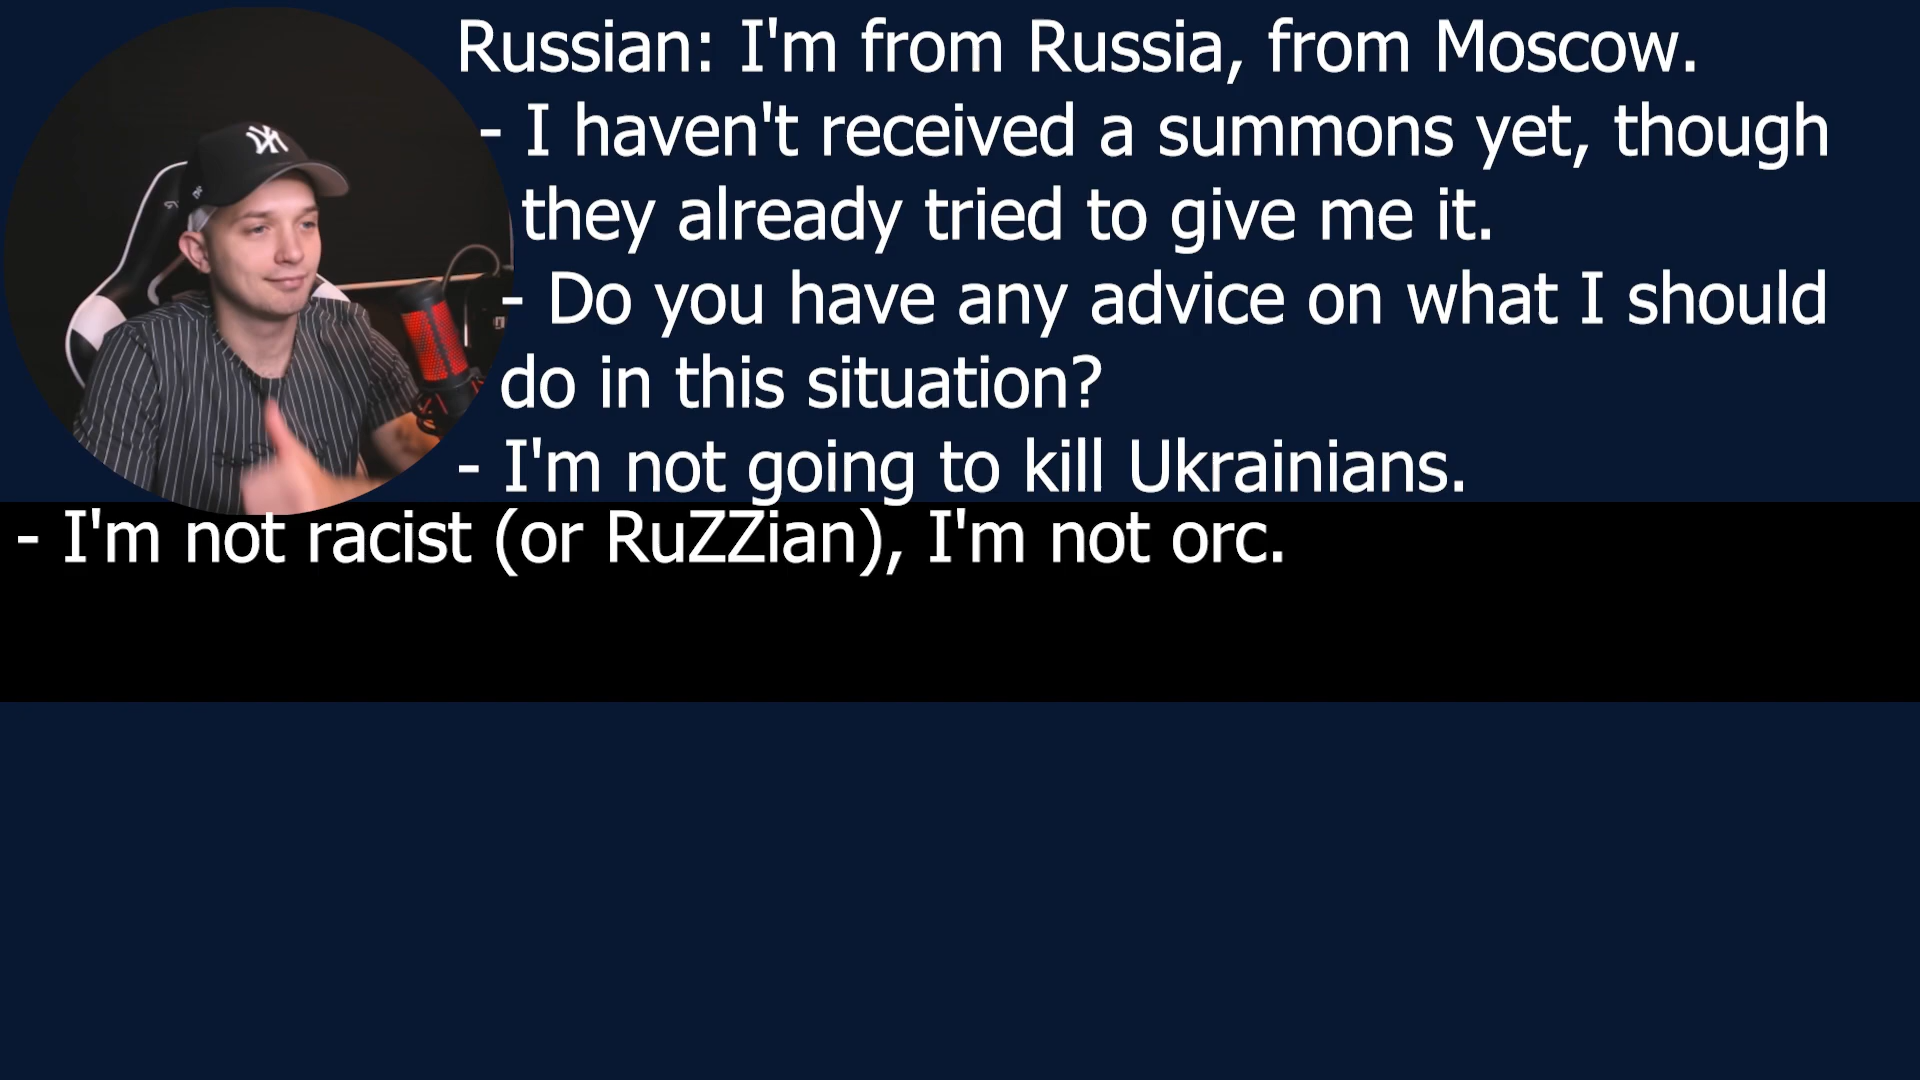 Russian: I'm from Russia, from Moscow.
- I haven't received a summons yet, though
they already tried to give me it.
- Do you have any advice on what I should
do in this situation?
- I'm not going to kill Ukrainians.
- I'm not racist (or RuZZian), I'm not orc.